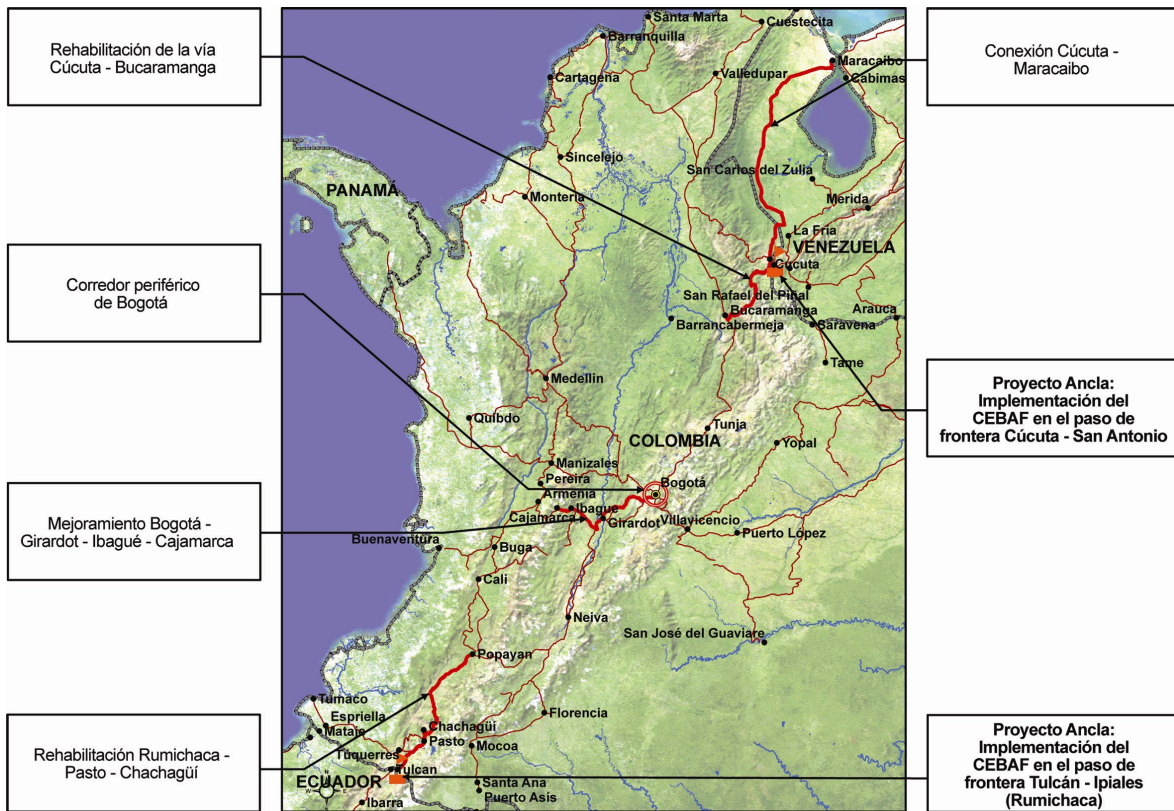 Rehabilitación de la vía
Cúcuta - Bucaramanga
Corredor periférico
de Bogotá
Mejoramiento Bogotá -
Girardot - Ibagué - Cajamarca
Rehabilitación Rumichaca -
Pasto - Chachagüí
Santa Marta
Cuestecita
Barranquilla
Maracaibo
Cartagena
Valledupar
Cabimas
Sincelejo
San Carlos del Zulia
PANAMÁ
Monteria
Merida
La Fria
VENEZUELA
Cucuta
San Rafael del Piñal
Bucaramanga
Arauca
Barrancabermeja
Saravena
Tame
Medellin
Quibdo
Tunja
COLOMBIA
Yopal
Manizales
Pereira
Bogotá
Armenia
Ibague
Cajamarca
Girardot
Villavicencio
Buenaventura
Buga
Puerto López
Cali
Neiva
San José del Guaviare
Popayan
Tumaco
Florencia
Espriella
Mataje
Chachagüí
Pasto
Mocoa
Tuquerres
Tulcan
ECUADOR
N
W
E
S
Santa Ana
Puerto Asís
Ibarra
Conexión Cúcuta -
Maracaibo
Proyecto Ancla:
Implementación del
CEBAF en el paso de
frontera Cúcuta - San Antonio
Proyecto Ancla:
Implementación del
CEBAF en el paso de
frontera Tulcán - Ipiales
(Rumichaca)